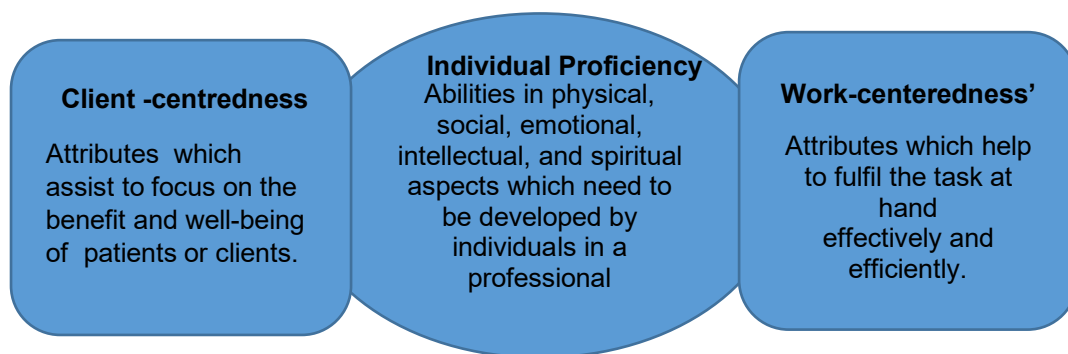 Client -centredness
Attributes  which
assist to focus on the
benefit and well-being
of  patients or clients.
Individual Proficiency
Abilities in physical,
social, emotional,
intellectual, and spiritual
aspects which need to
be developed by
individuals in a
professional
Work-centeredness’
Attributes which help
to fulfil the task at
hand
effectively and
efficiently.